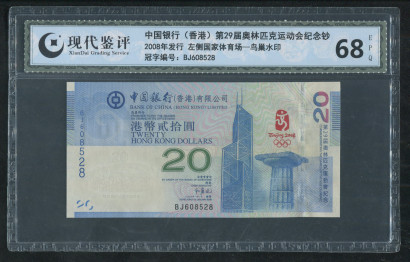 现代鉴评
XianDai Grading Service
中国银行（香港）第29届奥林匹克运动会纪念钞
2008年发行 左侧国家体育场—鸟巢水印
冠字编号：BJ608528
68
EPQ
中國銀行(香港)有限公司
BANK OF CHINA (HONG KONG) LIMITED
港幣貳拾圓
TWENTY
HONG KONG DOLLARS
20
BJ608528
BJ608528
20
Beijing 2008